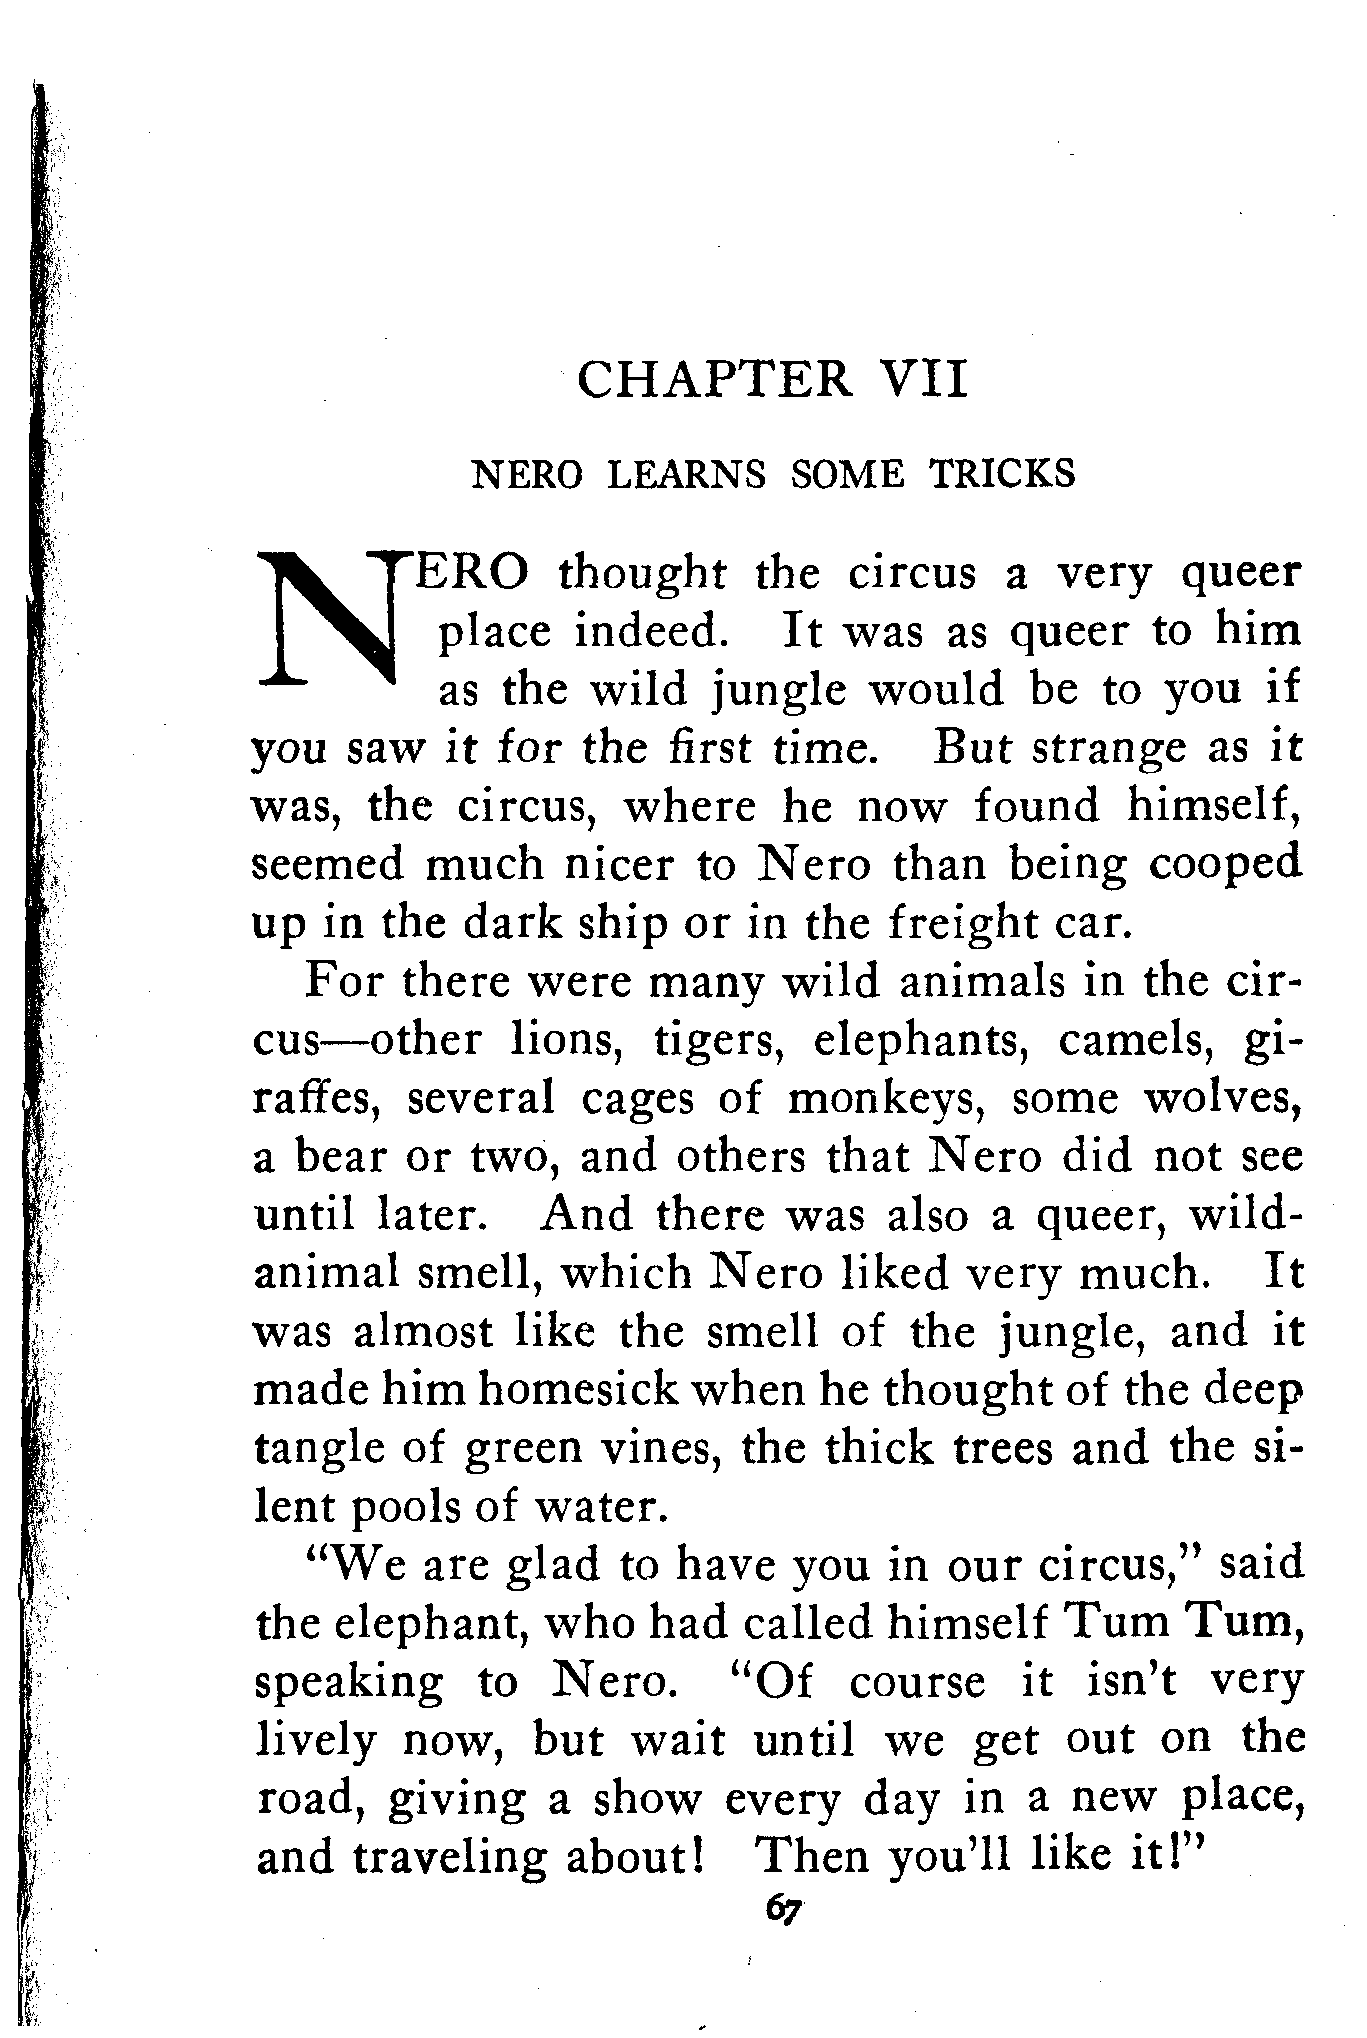 CHAPTER VII
NERO LEARNS SOME TRICKS
NERO thought the circus a very queer
place indeed. It was as queer to him
as the wild jungle would be to you if
you saw it for the first time. But strange as it
was, the circus, where he now found himself,
seemed much nicer to Nero than being cooped
up in the dark ship or in the freight car.
For there were many wild animals in the cir-
cus—other lions, tigers, elephants, camels, gi-
raffes, several cages of monkeys, some wolves,
a bear or two, and others that Nero did not see
until later. And there was also a queer, wild-
animal smell, which Nero liked very much. It
was almost like the smell of the jungle, and it
made him homesick when he thought of the deep
tangle of green vines, the thick trees and the si-
lent pools of water.
“We are glad to have you in our circus,” said
the elephant, who had called himself Tum Tum,
speaking to Nero. “Of course it isn’t very
lively now, but wait until we get out on the
road, giving a show every day in a new place,
and traveling about! Then you’ll like it!”
67